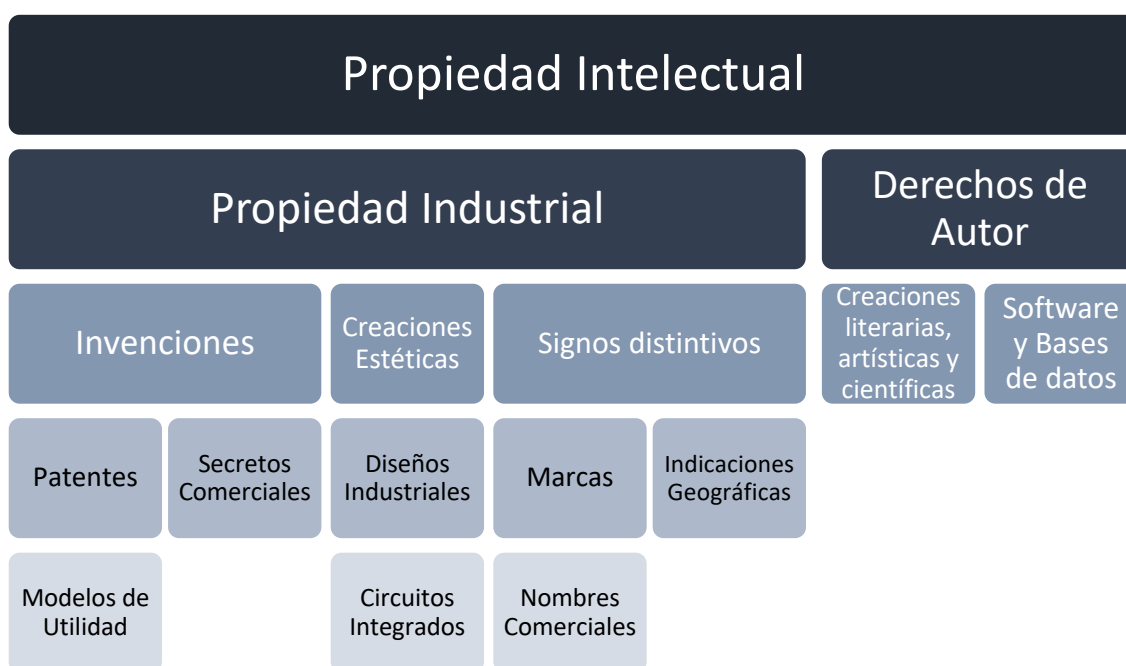 Propiedad Intelectual
Propiedad Industrial
Derechos de
Autor
Invenciones
Creaciones
Estéticas
Signos distintivos
Creaciones
literarias,
artísticas y
científicas
Software
y Bases
de datos
Patentes
Secretos
Comerciales
Diseños
Industriales
Marcas
Indicaciones
Geográficas
Modelos de
Utilidad
Circuitos
Integrados
Nombres
Comerciales